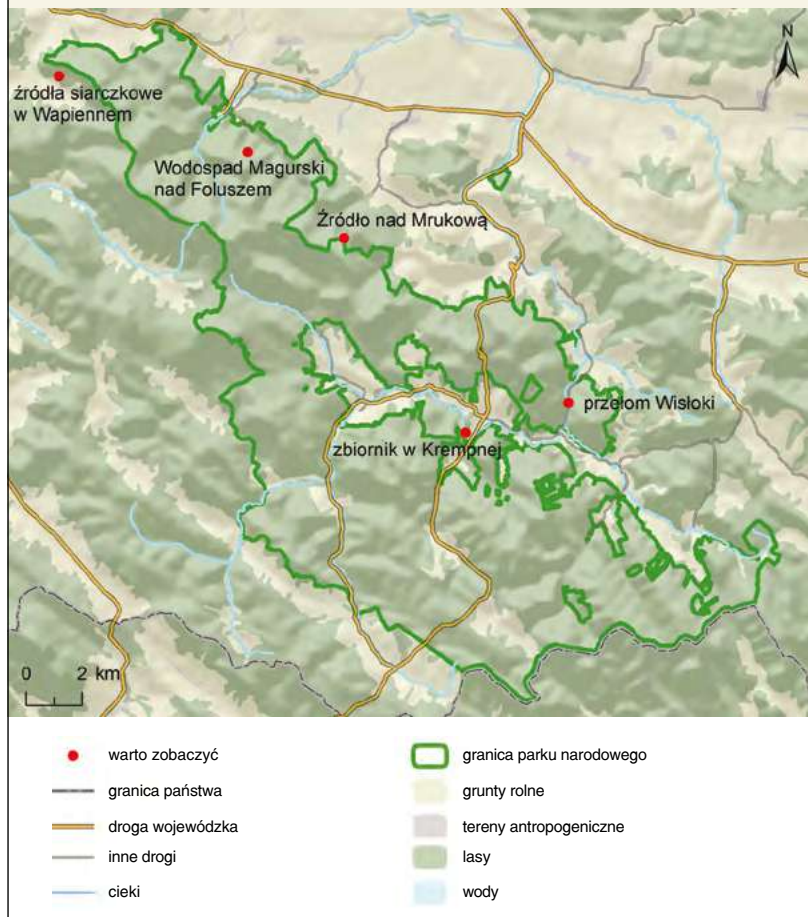 N
źródła siarczkowe
w Wapiennem
Wodospad Magurski
nad Foluszem
Źródło nad Mrukową
przełom Wisłoki
zbiornik w Krempnej
0 2 km
warto zobaczyć
granica państwa
droga wojewódzka
inne drogi
cieki
granica parku narodowego
grunty rolne
tereny antropogeniczne
lasy
wody